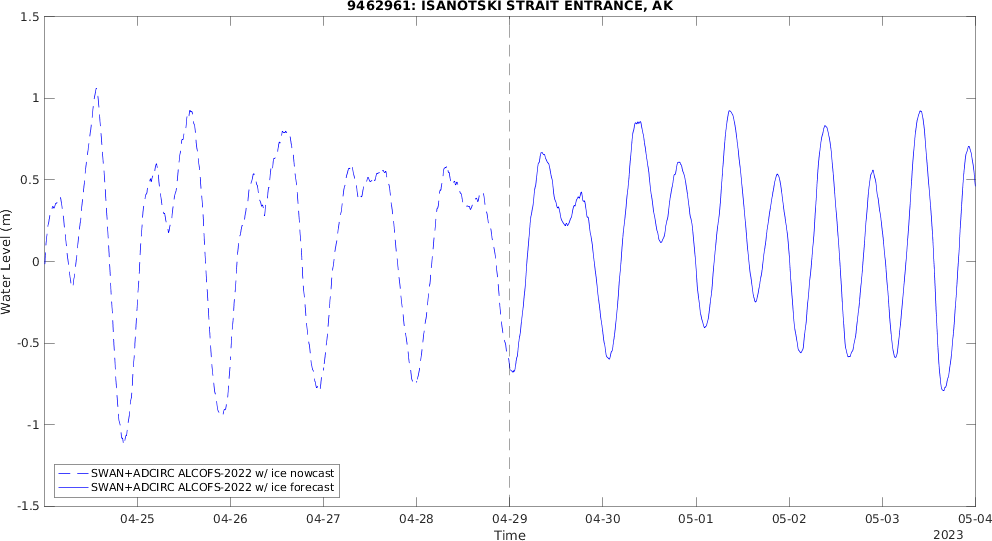 9462961: ISANOTSKI STRAIT ENTRANCE, AK
1.5
1
0.5
0
-0.5
-1
-1.5
Water Level (m)
SWAN+ADCIRC ALCOFS-2022 w/ ice nowcast
SWAN+ADCIRC ALCOFS-2022 w/ ice forecast
04-25 04-26 04-27 04-28 04-29 04-30 05-01 05-02 05-03 05-04
Time
2023